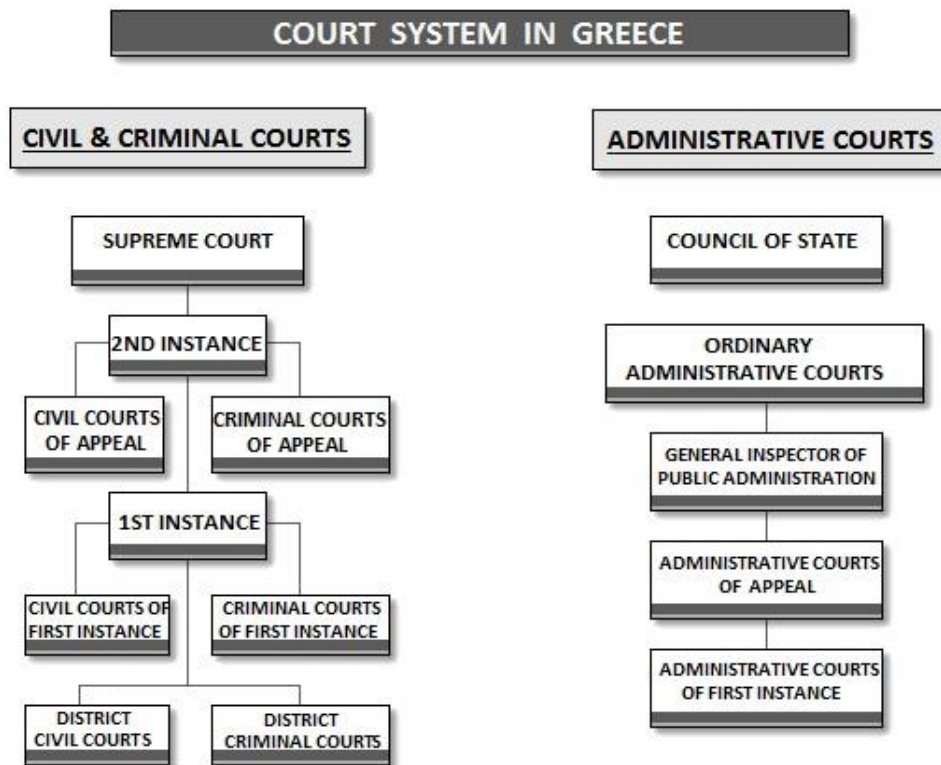 COURT SYSTEM IN GREECE
CIVIL & CRIMINAL COURTS
SUPREME COURT
2ND INSTANCE
CIVIL COURTS
OF APPEAL
CRIMINAL COURTS
OF APPEAL
1ST INSTANCE
CIVIL COURTS OF
FIRST INSTANCE
CRIMINAL COURTS
OF FIRST INSTANCE
DISTRICT
CIVIL COURTS
DISTRICT
CRIMINAL COURTS
ADMINISTRATIVE COURTS
COUNCIL OF STATE
ORDINARY
ADMINISTRATIVE COURTS
GENERAL INSPECTOR OF
PUBLIC ADMINISTRATION
ADMINISTRATIVE COURTS
OF APPEAL
ADMINISTRATIVE COURTS
OF FIRST INSTANCE